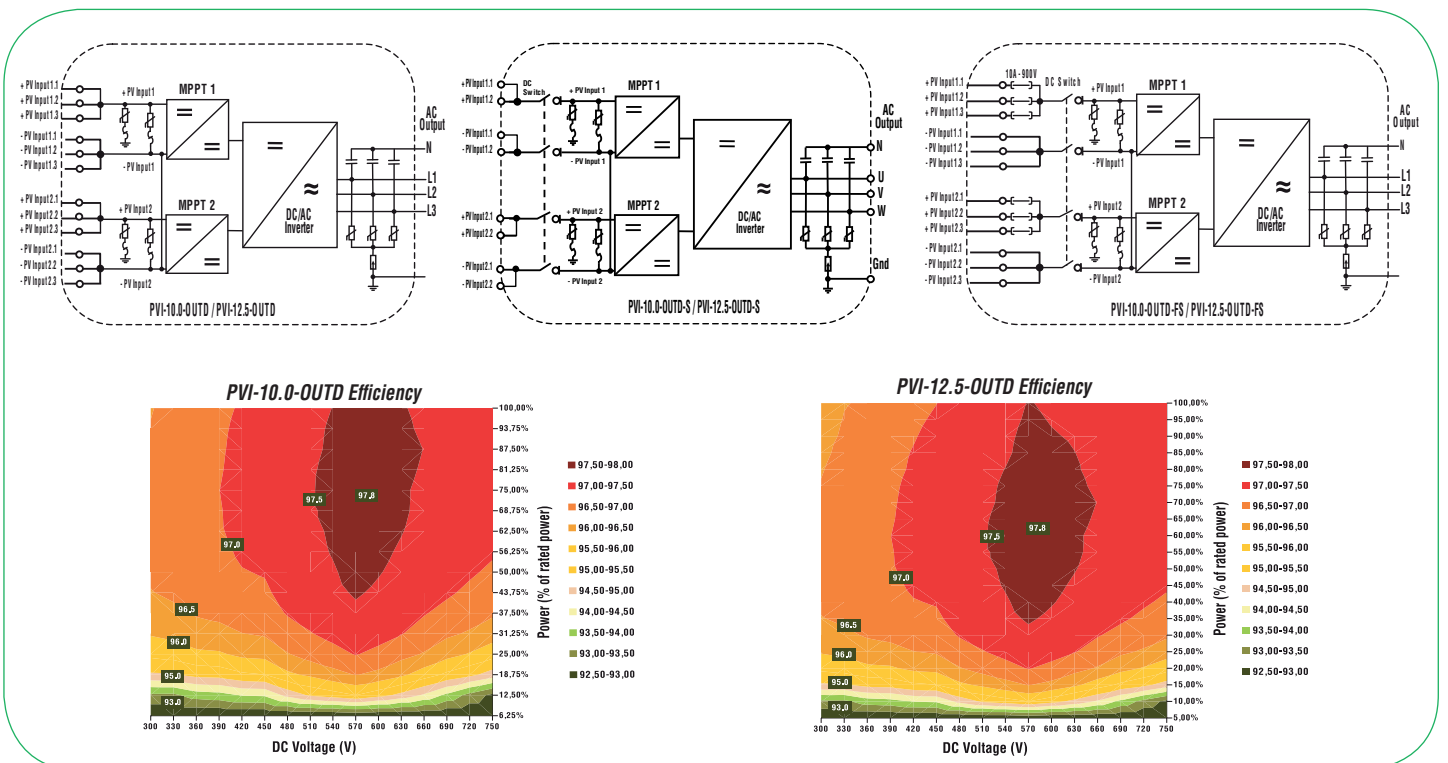 + PV Input1.1
+ PV Input1.2
+ PV Input1.3
- PV Input1.1
- PV Input1.2
- PV Input1.3
+ PV Input2.1
+ PV Input2.2
+ PV Input2.3
- PV Input2.1
- PV Input2.2
- PV Input2.3
+ PV Input1
- PV Input1
+ PV Input2
- PV Input2
MPPT 1
MPPT 2
DC/AC
Inverter
≈
AC
Output
N
L1
L2
L3
PVI-10.0-OUTD / PVI-12.5-OUTD
+ PV Input1.1
+PV Input1.2
- PV Input1.1
- PV Input1.2
+PV Input2.1
+PV Input2.2
- PV Input2.1
- PV Input2.2
DC
Switch
+ PV Input 1
- PV Input 1
+ PV Input 2
- PV Input 2
MPPT 1
MPPT 2
DC/AC
Inverter
≈
AC
Output
N
U
V
W
Gnd
PVI-10.0-OUTD-S / PVI-12.5-OUTD-S
+ PV Input1.1
+ PV Input1.2
+ PV Input1.3
- PV Input1.1
- PV Input1.2
- PV Input1.3
+ PV Input2.1
+ PV Input2.2
+ PV Input2.3
- PV Input2.1
- PV Input2.2
- PV Input2.3
10A - 900V
DC Switch
+ PV Input1
- PV Input1
+ PV Input2
- PV Input2
MPPT 1
MPPT 2
DC/AC
Inverter
≈
AC
Output
N
L1
L2
L3
PVI-10.0-OUTD-FS / PVI-12.5-OUTD-FS
PVI-10.0-OUTD Efficiency
97.5
97.8
97.0
96.5
96.0
95.0
93.0
100,00%
93,75%
87,50%
81,25%
75,00%
68,75%
62,50%
56,25%
50,00%
43,75%
37,50%
31,25%
25,00%
18,75%
12,50%
6,25%
Power (% of rated power)
300 330 360 390 420 450 480 510 540 570 600 630 660 690 720 750
DC Voltage (V)
97,50-98,00
97,00-97,50
96,50-97,00
96,00-96,50
95,50-96,00
95,00-95,50
94,50-95,00
94,00-94,50
93,50-94,00
93,00-93,50
92,50-93,00
PVI-12.5-OUTD Efficiency
97.5
97.8
97.0
96.5
96.0
95.0
93.0
100,00%
95,00%
90,00%
85,00%
80,00%
75,00%
70,00%
65,00%
60,00%
55,00%
50,00%
45,00%
40,00%
35,00%
30,00%
25,00%
20,00%
15,00%
10,00%
5,00%
Power (% of rated power)
300 330 360 390 420 450 480 510 540 570 600 630 660 690 720 750
DC Voltage (V)
97,50-98,00
97,00-97,50
96,50-97,00
96,00-96,50
95,50-96,00
95,00-95,50
94,50-95,00
94,00-94,50
93,50-94,00
93,00-93,50
92,50-93,00